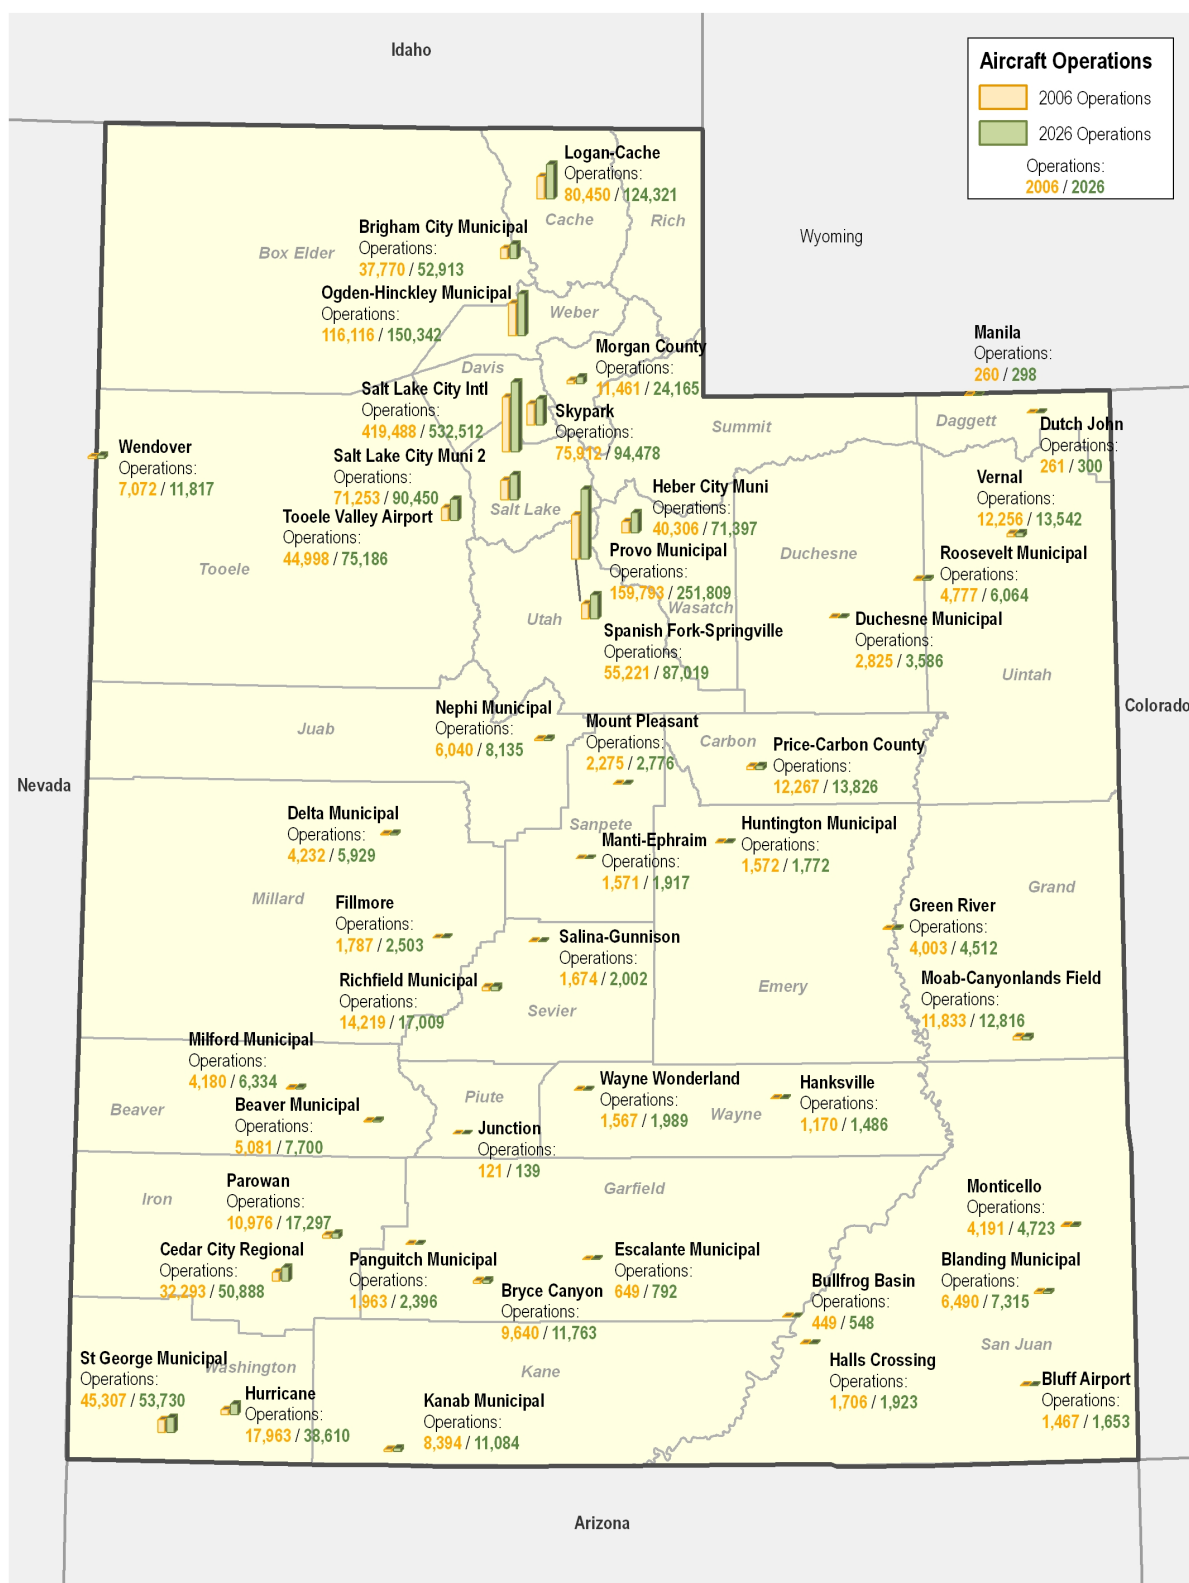 Idaho
Aircraft Operations
2006 Operations
2026 Operations
Operations:
2006 / 2026
Wyoming
Logan-Cache
Operations:
80,450 / 124,321
Cache
Rich
Brigham City Municipal
Operations:
37,770 / 52,913
Box Elder
Ogden-Hinckley Municipal
Operations:
116,116 / 150,342
Weber
Morgan County
Operations:
11,461 / 24,165
Manila
Operations:
260 / 298
Davis
Salt Lake City Intl
Operations:
419,488 / 532,512
Skypark
Operations:
75,912 / 94,478
Summit
Daggett
Dutch John
Operations:
261 / 300
Wendover
Operations:
7,072 / 11,817
Salt Lake City Muni 2
Operations:
71,253 / 90,450
Salt Lake
Heber City Muni
Operations:
40,306 / 71,397
Vernal
Operations:
12,256 / 13,542
Tooele Valley Airport
Operations:
44,998 / 75,186
Tooele
Provo Municipal
Operations:
159,793 / 251,809
Duchesne
Roosevelt Municipal
Operations:
4,777 / 6,064
Utah
Wasatch
Duchesne Municipal
Operations:
2,825 / 3,586
Spanish Fork-Springville
Operations:
55,221 / 87,019
Uintah
Colorado
Nephi Municipal
Operations:
6,040 / 8,135
Juab
Mount Pleasant
Operations:
2,275 / 2,776
Carbon
Price-Carbon County
Operations:
12,267 / 13,826
Nevada
Delta Municipal
Operations:
4,232 / 5,929
Sanpete
Manti-Ephraim
Operations:
1,571 / 1,917
Huntington Municipal
Operations:
1,572 / 1,772
Millard
Grand
Fillmore
Operations:
1,787 / 2,503
Salina-Gunnison
Operations:
1,674 / 2,002
Green River
Operations:
4,003 / 4,512
Richfield Municipal
Operations:
14,219 / 17,009
Sevier
Emery
Moab-Canyonlands Field
Operations:
11,833 / 12,816
Milford Municipal
Operations:
4,180 / 6,334
Beaver
Beaver Municipal
Operations:
5,081 / 7,700
Piute
Junction
Operations:
121 / 139
Wayne Wonderland
Operations:
1,567 / 1,989
Wayne
Hanksville
Operations:
1,170 / 1,486
Parowan
Operations:
10,976 / 17,297
Iron
Garfield
Monticello
Operations:
4,191 / 4,723
Cedar City Regional
Operations:
32,293 / 50,888
Panguitch Municipal
Operations:
1,963 / 2,396
Bryce Canyon
Operations:
9,640 / 11,763
Escalante Municipal
Operations:
649 / 792
Bullfrog Basin
Operations:
449 / 548
Blanding Municipal
Operations:
6,490 / 7,315
San Juan
St George Municipal
Operations:
45,307 / 53,730
Washington
Hurricane
Operations:
17,963 / 38,610
Kanab Municipal
Operations:
8,394 / 11,084
Kane
Halls Crossing
Operations:
1,706 / 1,923
Bluff Airport
Operations:
1,467 / 1,653
Arizona